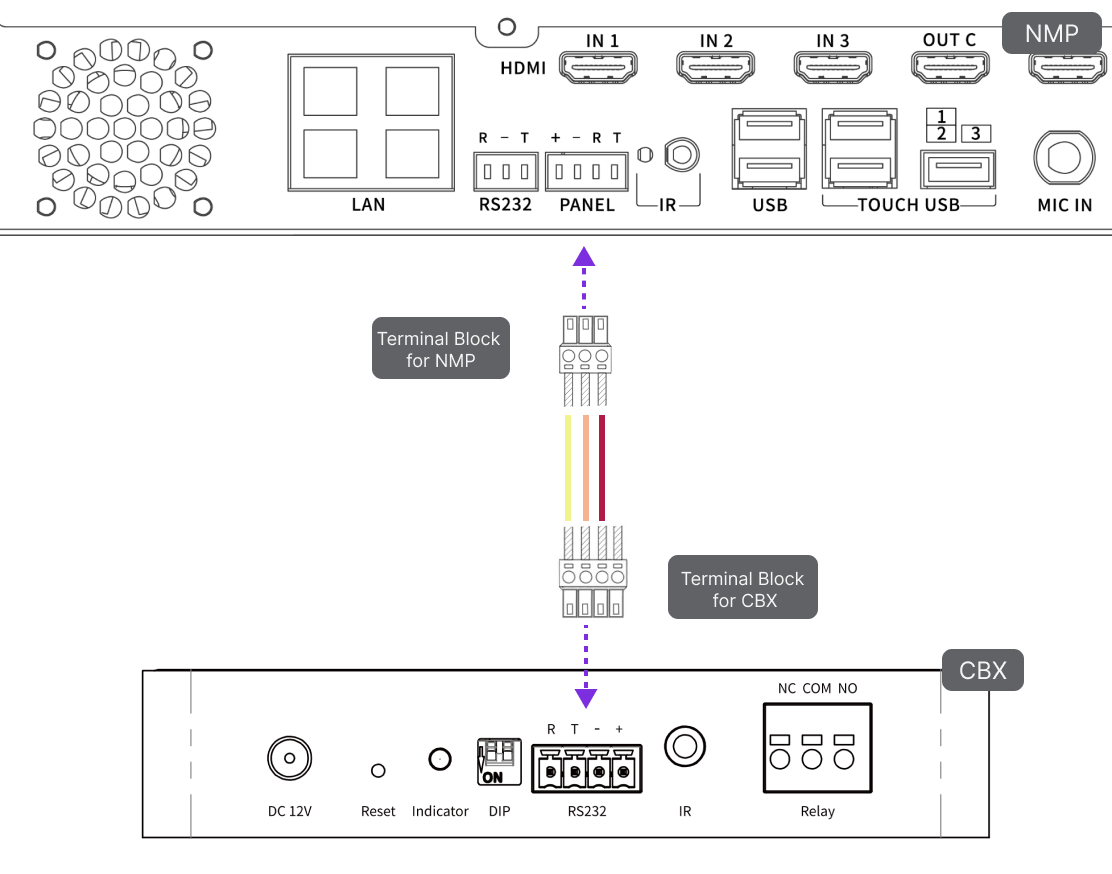 NMP
IN 1
IN 2
IN 3
OUT C
HDMI
1
2
3
R – T
+ – R T
LAN
RS232
PANEL
IR
USB
TOUCH USB
MIC IN
Terminal Block
for NMP
Terminal Block
for CBX
CBX
NC COM NO
R T - +
ON
DC 12V
Reset
Indicator
DIP
RS232
IR
Relay